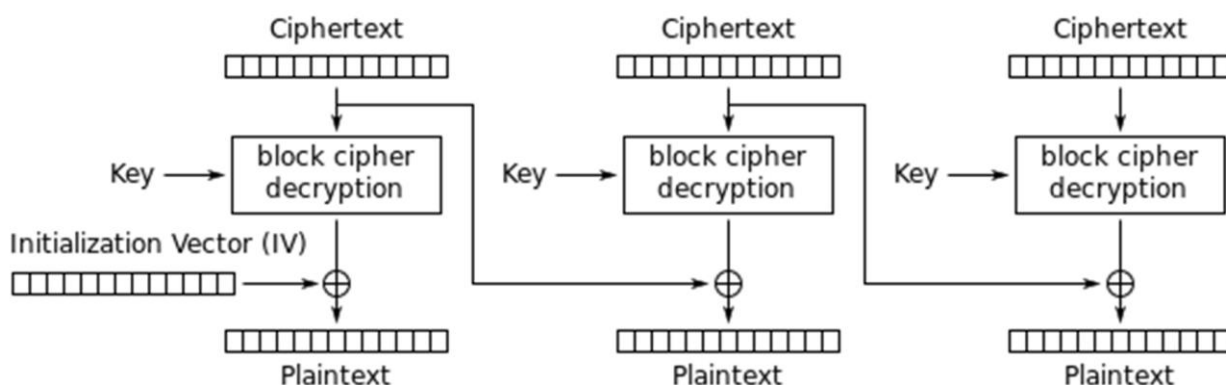 Ciphertext
Ciphertext
Ciphertext
Key
block cipher
decryption
Key
block cipher
decryption
Key
block cipher
decryption
Initialization Vector (IV)
Plaintext
Plaintext
Plaintext